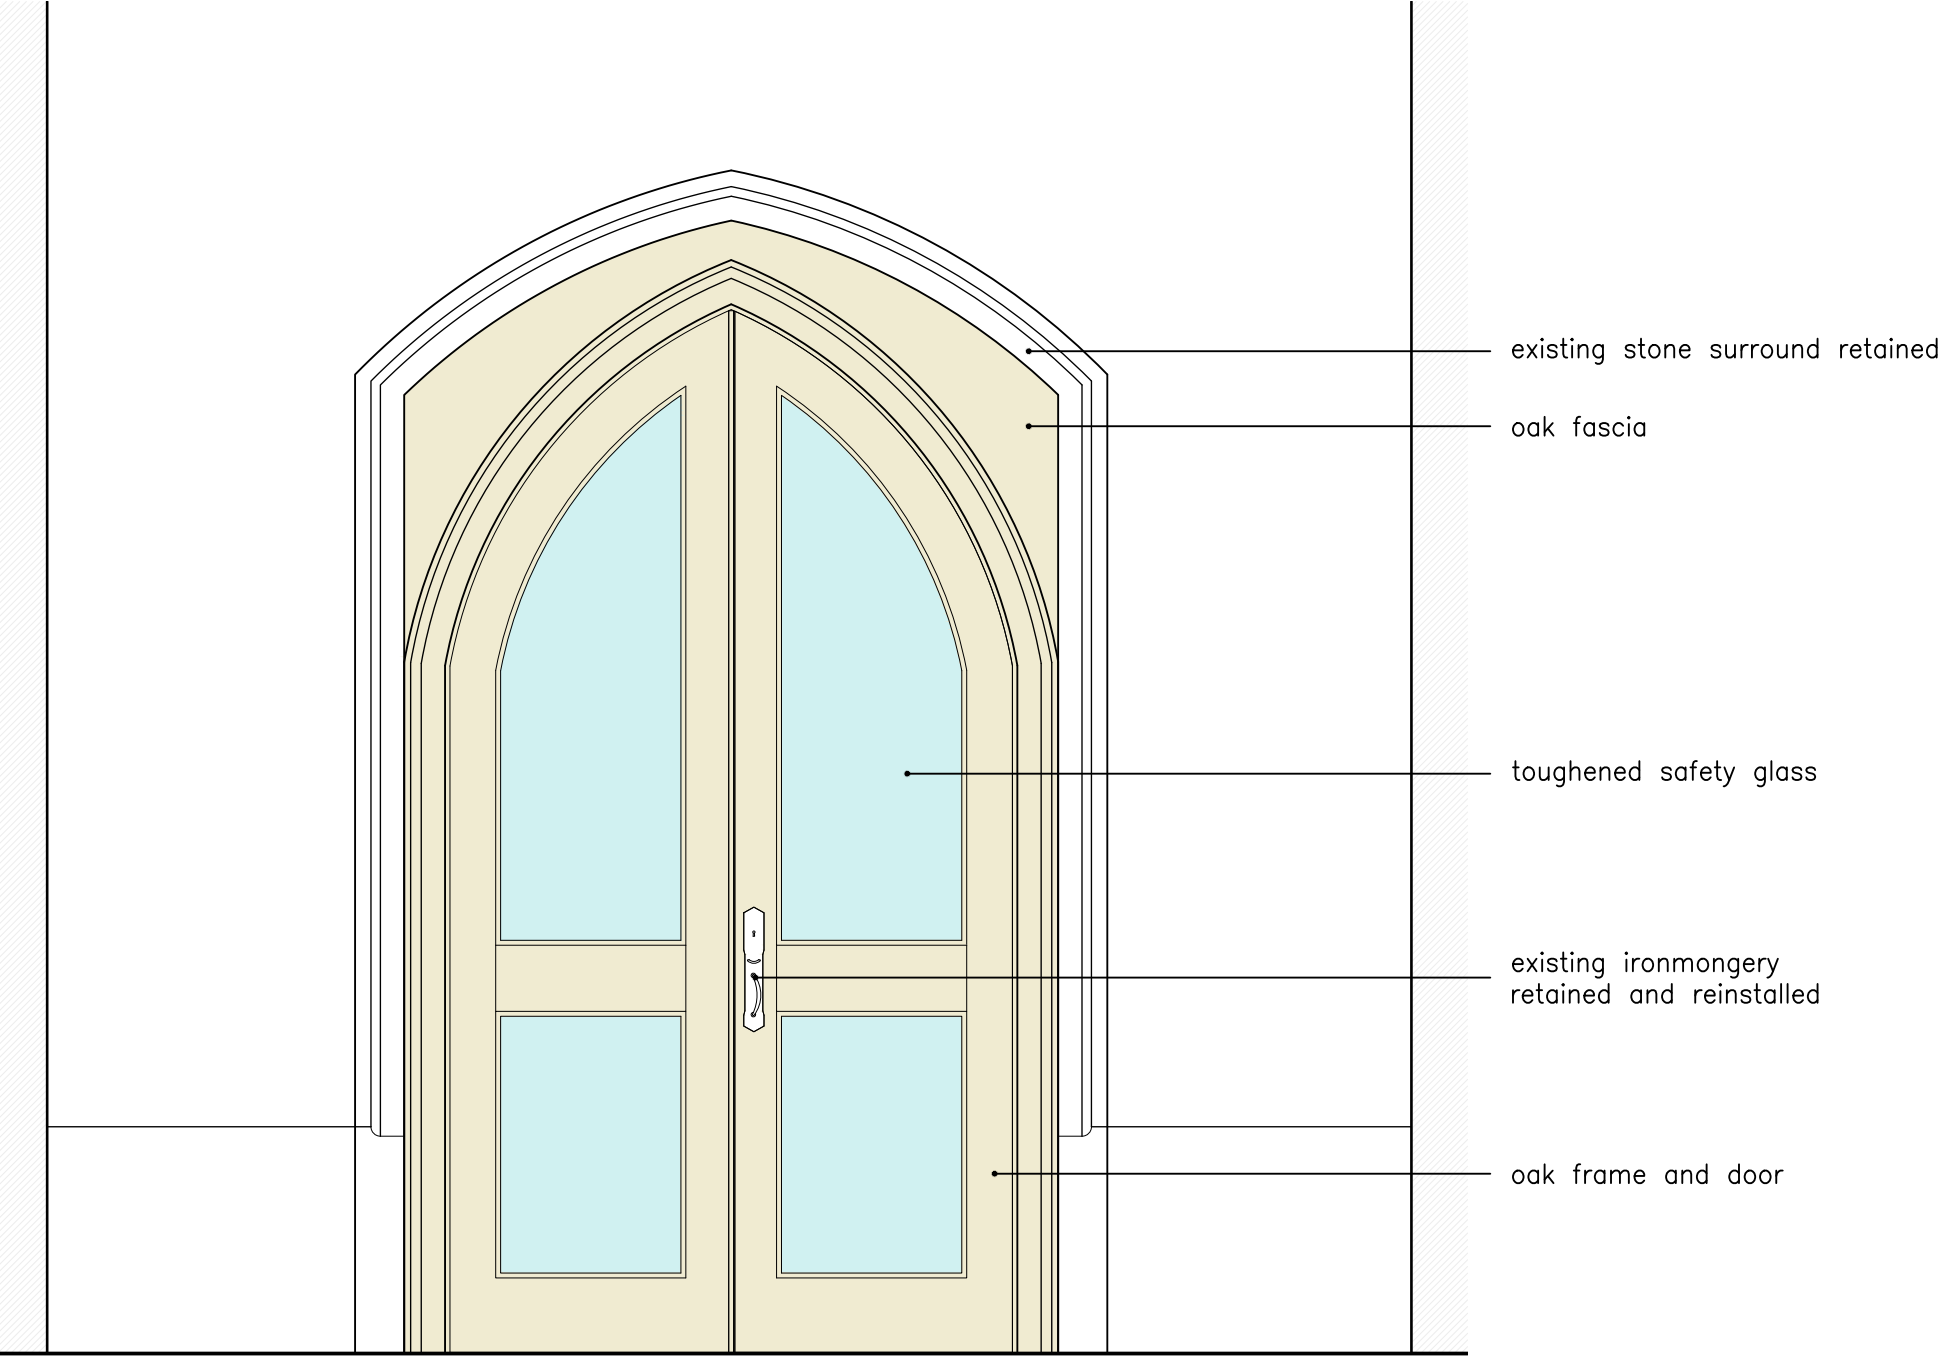 existing stone surround retained
oak fascia
toughened safety glass
existing ironmongery
retained and reinstalled
oak frame and door